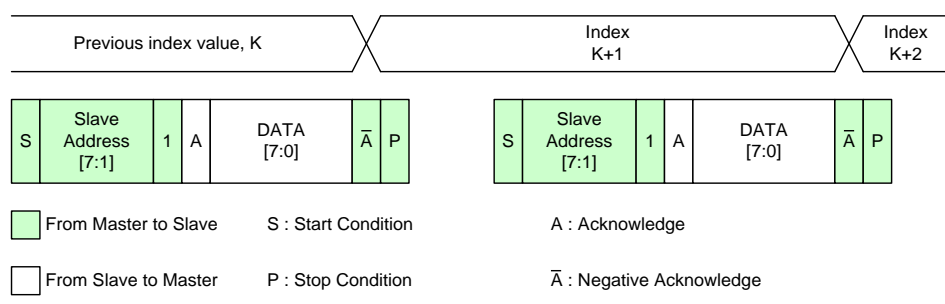 Previous index value, K
Index
K+1
Index
K+2
S
Slave
Address
[7:1]
1
A
DATA
[7:0]
A̅
P
S
Slave
Address
[7:1]
1
A
DATA
[7:0]
A̅
P
From Master to Slave
S : Start Condition
A : Acknowledge
From Slave to Master
P : Stop Condition
A̅ : Negative Acknowledge